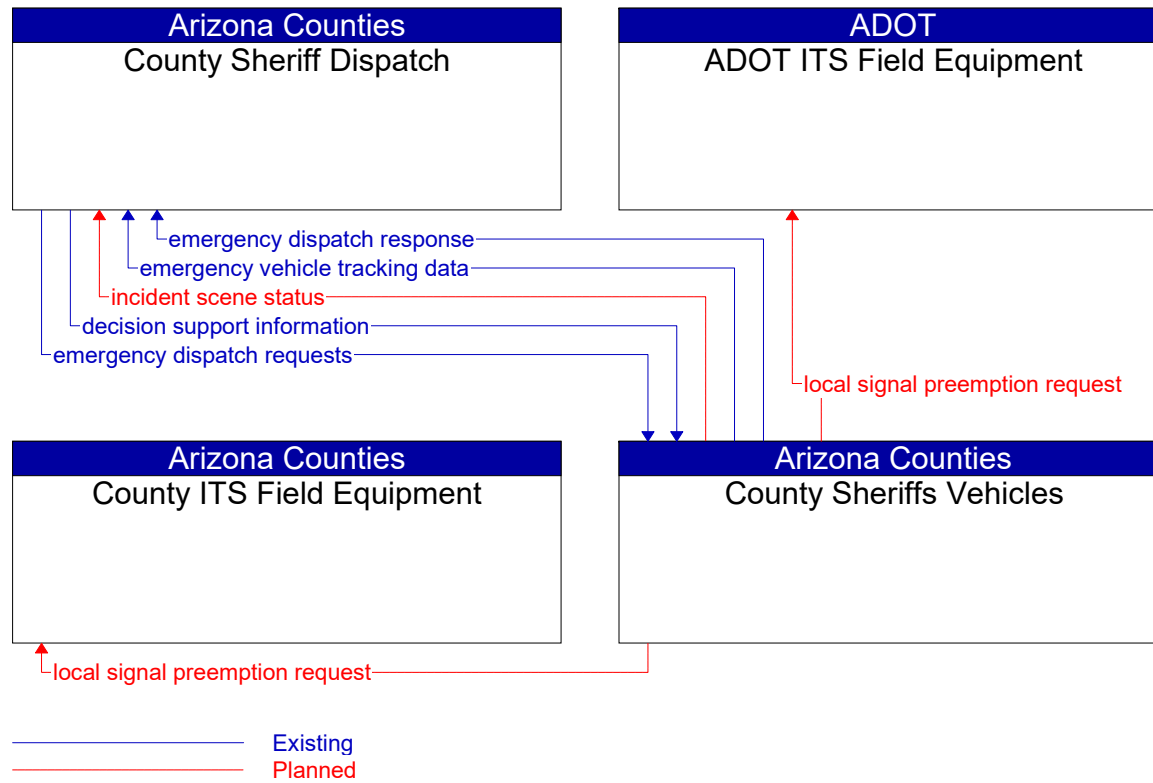 Arizona Counties
County Sheriff Dispatch
ADOT
ADOT ITS Field Equipment
emergency dispatch response
emergency vehicle tracking data
incident scene status
decision support information
emergency dispatch requests
local signal preemption request
Arizona Counties
County ITS Field Equipment
Arizona Counties
County Sheriffs Vehicles
local signal preemption request
Existing
Planned